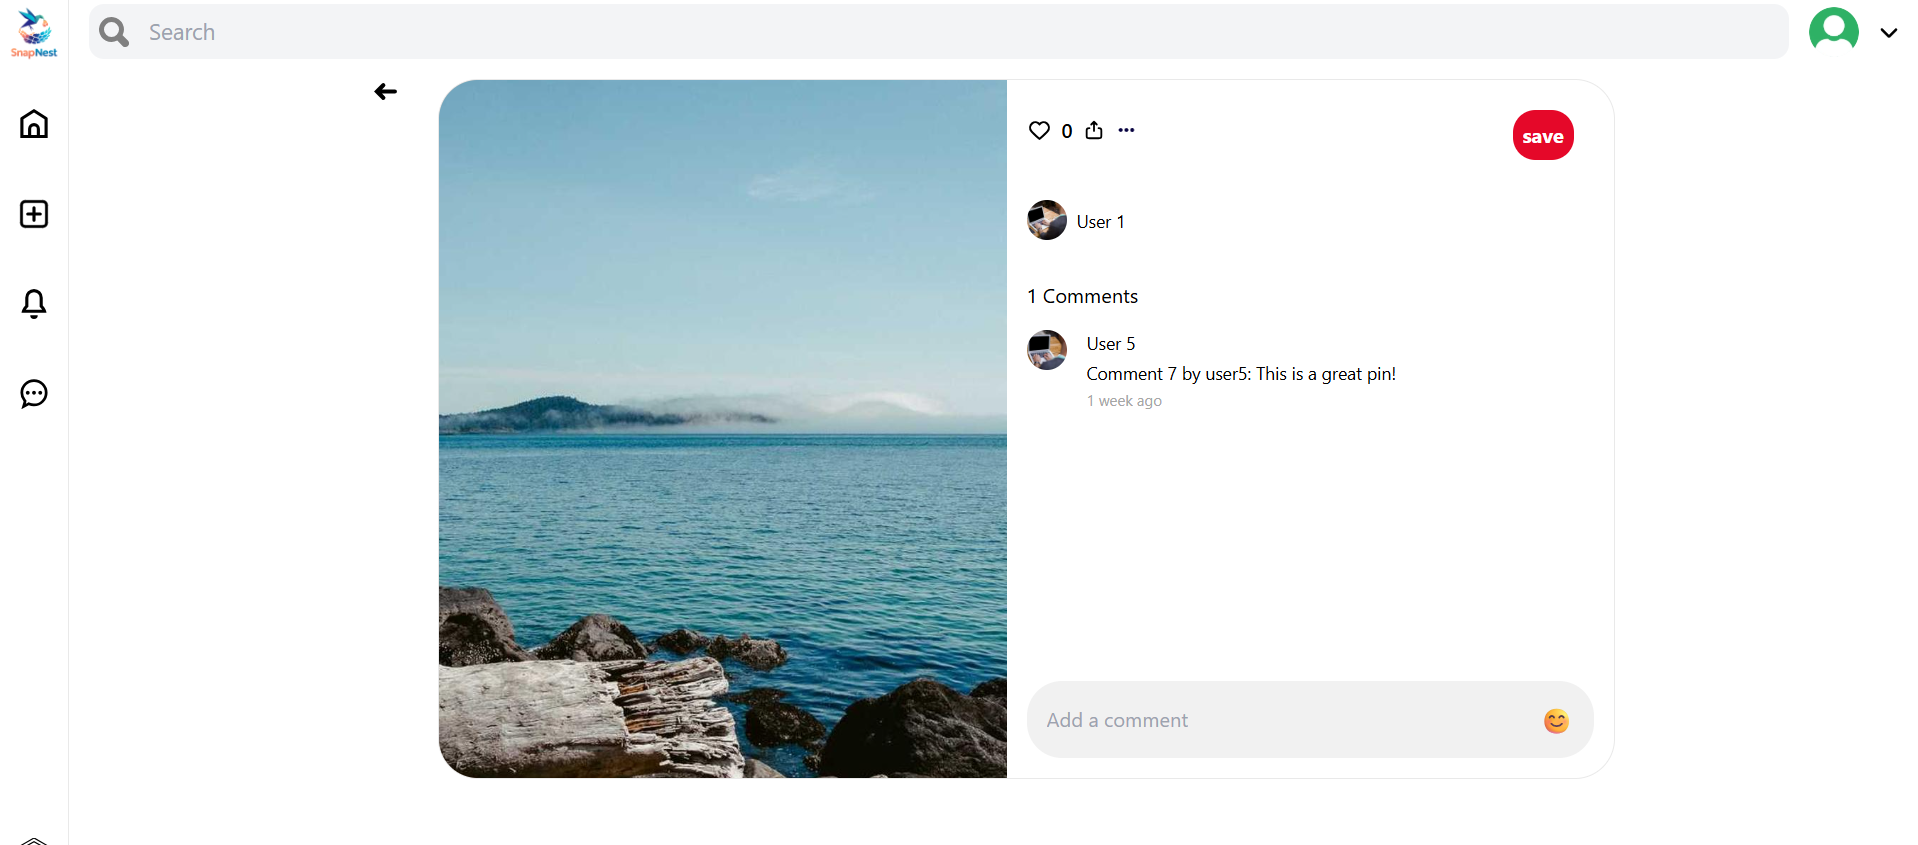 SnapNest
Search
0
save
User 1
1 Comments
User 5
Comment 7 by user5: This is a great pin!
1 week ago
Add a comment